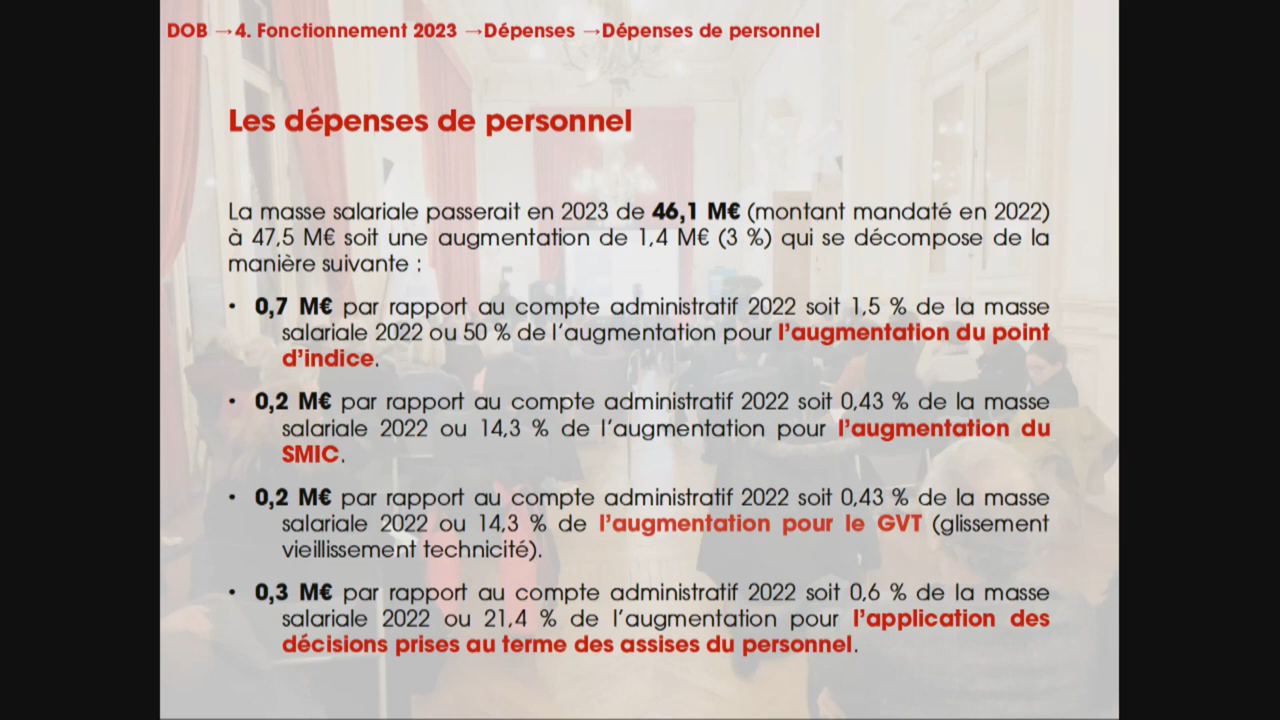 DOB → 4. Fonctionnement 2023 → Dépenses → Dépenses de personnel
Les dépenses de personnel
La masse salariale passerait en 2023 de 46,1 M€ (montant mandaté en 2022)
à 47,5 M€ soit une augmentation de 1,4 M€ (3 %) qui se décompose de la
manière suivante :
• 0,7 M€ par rapport au compte administratif 2022 soit 1,5 % de la masse
salariale 2022 ou 50 % de l'augmentation pour l'augmentation du point
d'indice.
• 0,2 M€ par rapport au compte administratif 2022 soit 0,43 % de la masse
salariale 2022 ou 14,3 % de l'augmentation pour l'augmentation du
SMIC.
• 0,2 M€ par rapport au compte administratif 2022 soit 0,43 % de la masse
salariale 2022 ou 14,3 % de l'augmentation pour le GVT (glissement
vieillissement technicité).
• 0,3 M€ par rapport au compte administratif 2022 soit 0,6 % de la masse
salariale 2022 ou 21,4 % de l'augmentation pour l'application des
décisions prises au terme des assises du personnel.